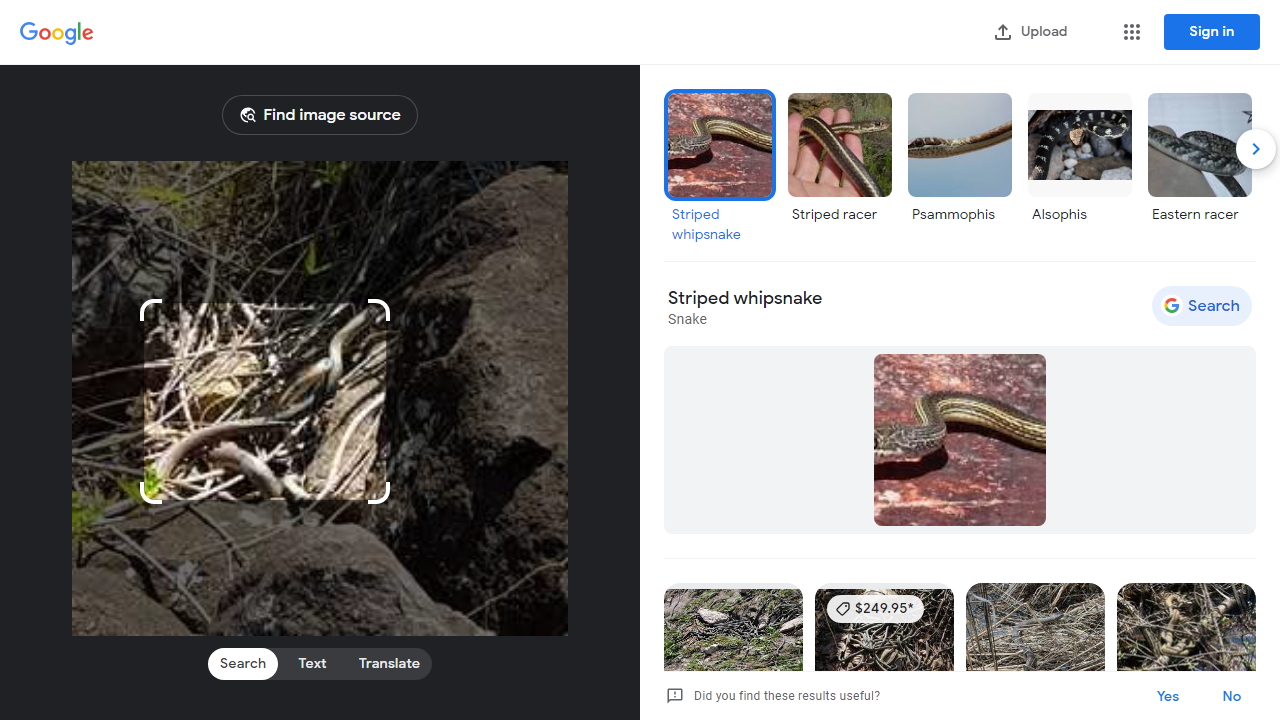 Google
Upload
Sign in
Find image source
Search
Text
Translate
Striped
whipsnake
Striped racer
Psammophis
Alsophis
Eastern racer
Striped whipsnake
Snake
Search
$249.95*
Did you find these results useful?
Yes
No